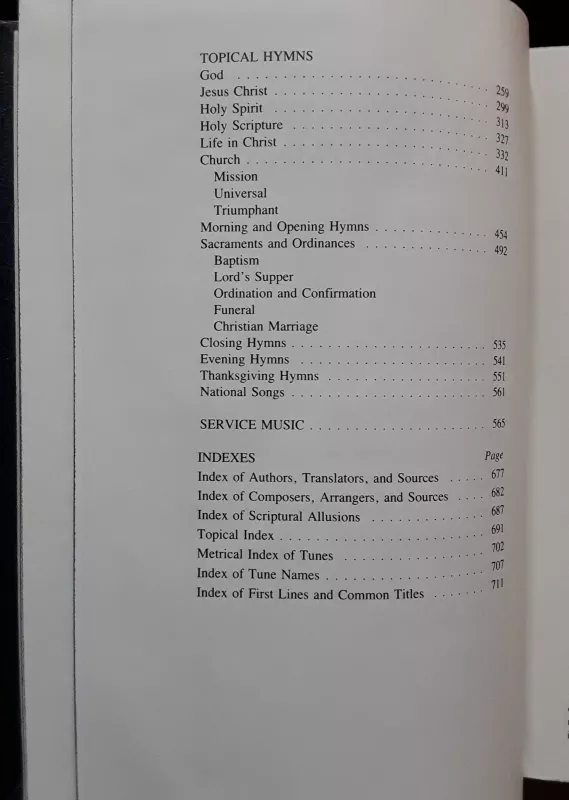 TOPICAL HYMNS
God . . . . . . . . . . . . . . . . . . . . . . . . . . 259
Jesus Christ . . . . . . . . . . . . . . . . . . . . . . 299
Holy Spirit . . . . . . . . . . . . . . . . . . . . . . 313
Holy Scripture . . . . . . . . . . . . . . . . . . . . 327
Life in Christ . . . . . . . . . . . . . . . . . . . . . 332
Church . . . . . . . . . . . . . . . . . . . . . . . . . 411
Mission
Universal
Triumphant
Morning and Opening Hymns . . . . . . . . . . . . . 454
Sacraments and Ordinances . . . . . . . . . . . . . 492
Baptism
Lord's Supper
Ordination and Confirmation
Funeral
Christian Marriage
Closing Hymns . . . . . . . . . . . . . . . . . . . . . 535
Evening Hymns . . . . . . . . . . . . . . . . . . . . 541
Thanksgiving Hymns . . . . . . . . . . . . . . . . . 551
National Songs . . . . . . . . . . . . . . . . . . . . . 561
SERVICE MUSIC . . . . . . . . . . . . . . . . . . . 565
INDEXES Page
Index of Authors, Translators, and Sources . . . . . 677
Index of Composers, Arrangers, and Sources . . . . 682
Index of Scriptural Allusions . . . . . . . . . . . . . 687
Topical Index . . . . . . . . . . . . . . . . . . . . . . 691
Metrical Index of Tunes . . . . . . . . . . . . . . . . 702
Index of Tune Names . . . . . . . . . . . . . . . . . . 707
Index of First Lines and Common Titles . . . . . . 711